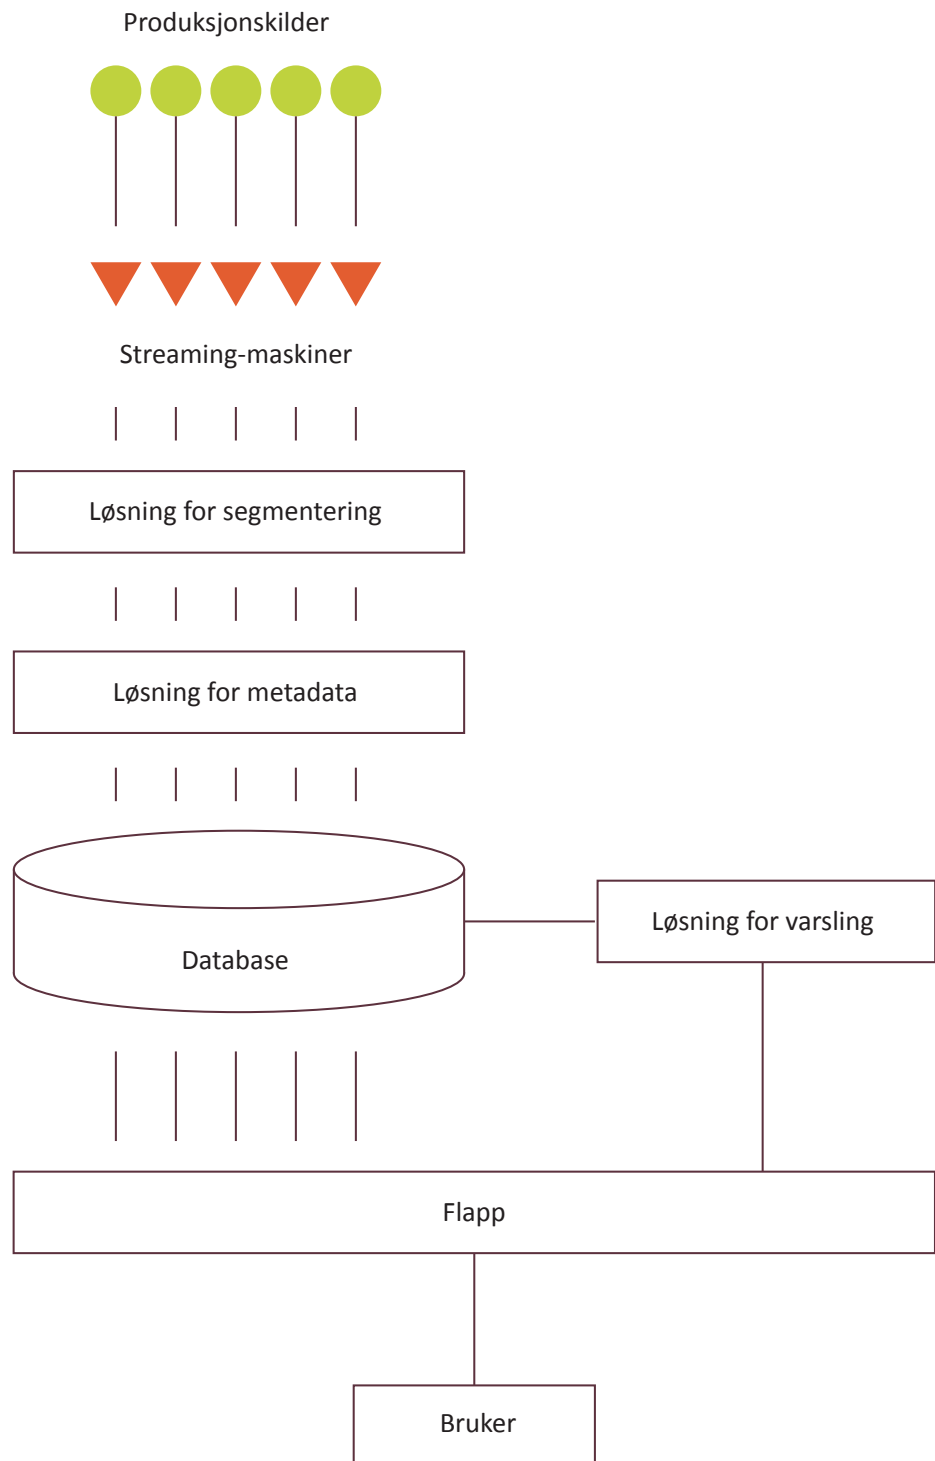 Produksjonskilder
Streaming-maskiner
Løsning for segmentering
Løsning for metadata
Database
Løsning for varsling
Flapp
Bruker